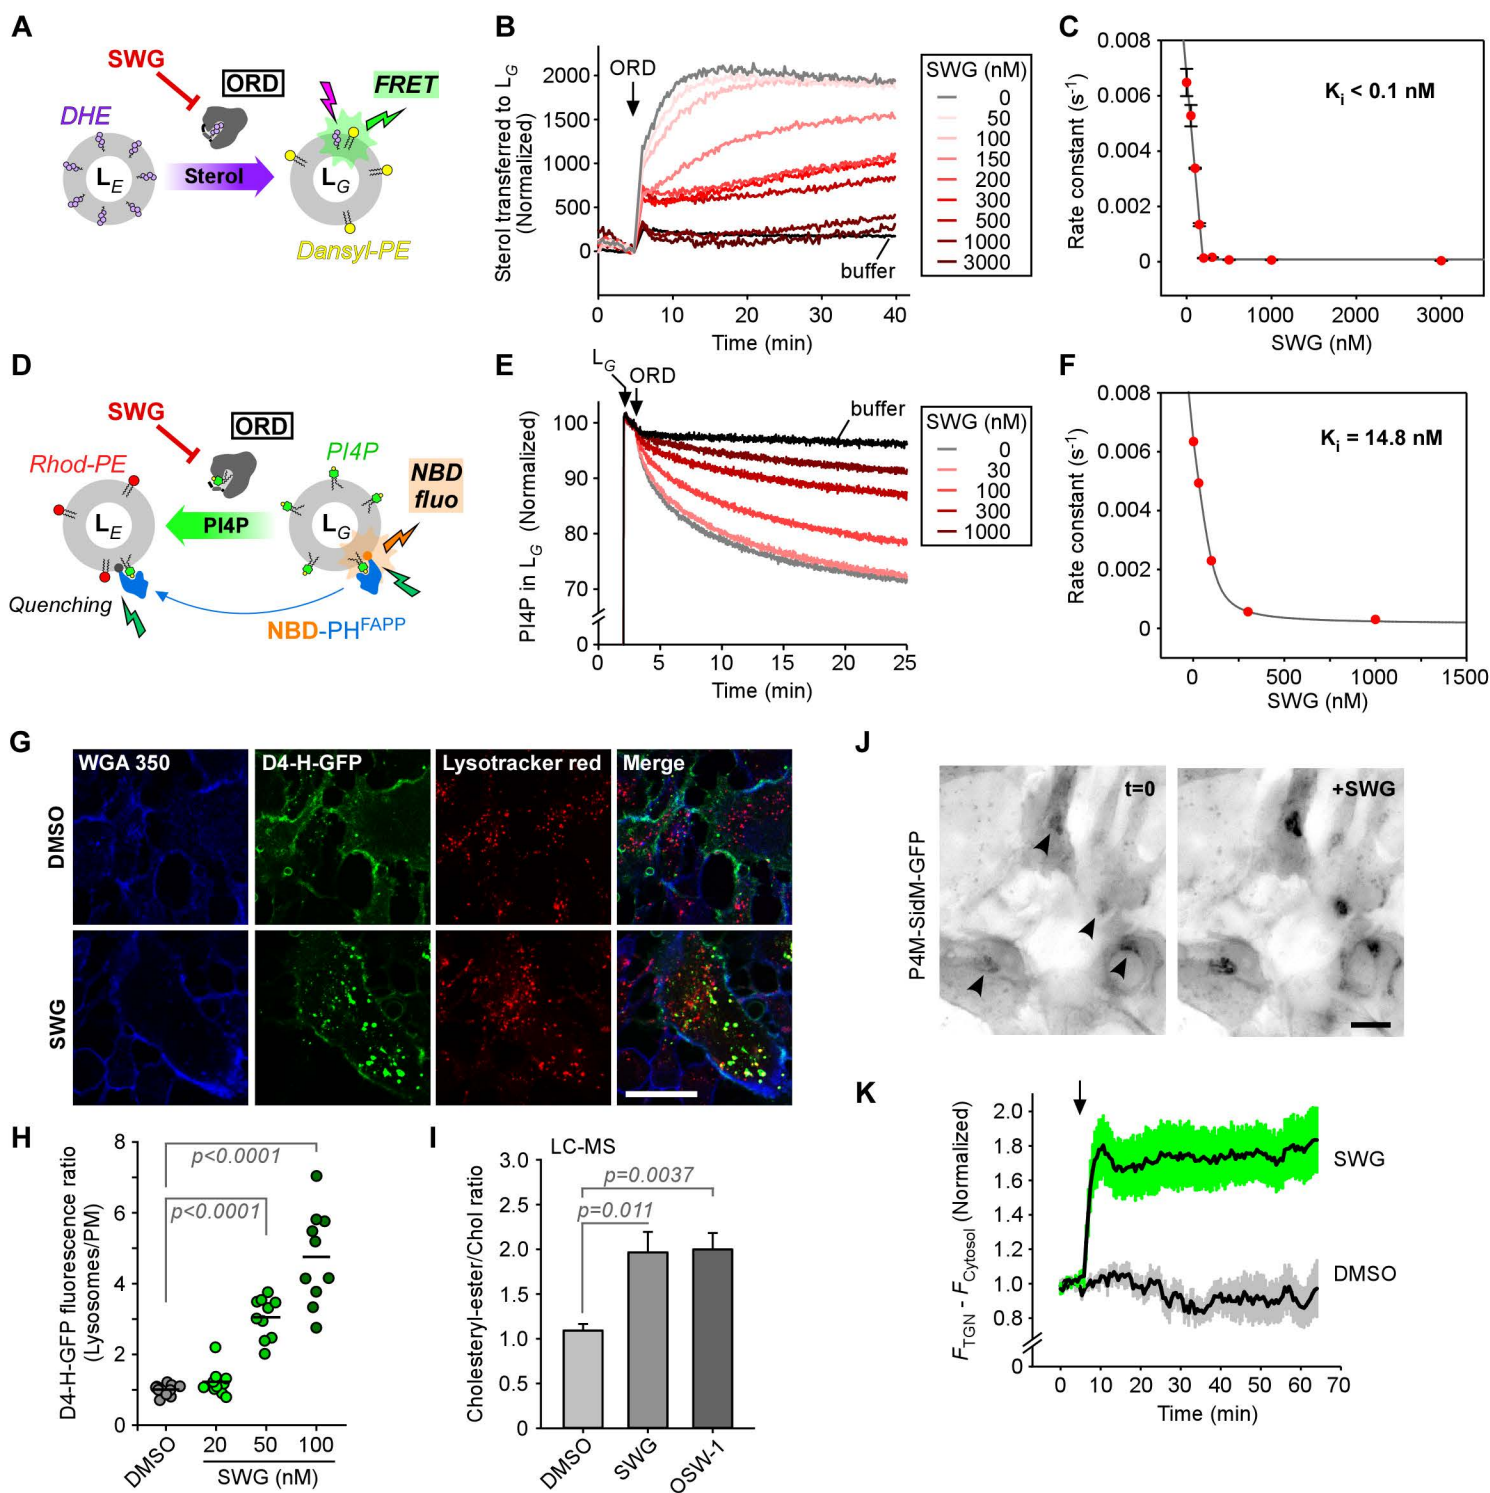 A
SWG
ORD
FRET
DHE
LE
Sterol
LG
Dansyl-PE
B
Sterol transferred to LG
(Normalized)
2000
1500
1000
500
0
ORD
buffer
0
10
20
30
40
Time (min)
SWG (nM)
0
50
100
150
200
300
500
1000
3000
C
Rate constant (s-1)
0.008
0.006
0.004
0.002
0
Ki < 0.1 nM
0
1000
2000
3000
SWG (nM)
D
SWG
ORD
Rhod-PE
PI4P
NBD
fluo
LE
PI4P
LG
Quenching
NBD-PHFAPP
E
LG
ORD
PI4P in LG (Normalized)
100
90
80
70
0
buffer
0
5
10
15
20
25
Time (min)
SWG (nM)
0
30
100
300
1000
F
Rate constant (s-1)
0.008
0.006
0.004
0.002
0
Ki = 14.8 nM
0
500
1000
1500
SWG (nM)
G
WGA 350
D4-H-GFP
Lysotracker red
Merge
DMSO
SWG
H
D4-H-GFP fluorescence ratio
(Lysosomes/PM)
8
6
4
2
0
p<0.0001
p<0.0001
DMSO
20
50
100
SWG (nM)
I
LC-MS
Cholesteryl-ester/Chol ratio
3.0
2.5
2.0
1.5
1.0
0.5
0
p=0.0037
p=0.011
DMSO
SWG
OSW-1
J
P4M-SidM-GFP
t=0
+SWG
K
FTGN - FCytosol (Normalized)
2.0
1.8
1.6
1.4
1.2
1.0
0.8
0
SWG
DMSO
0
10
20
30
40
50
60
70
Time (min)